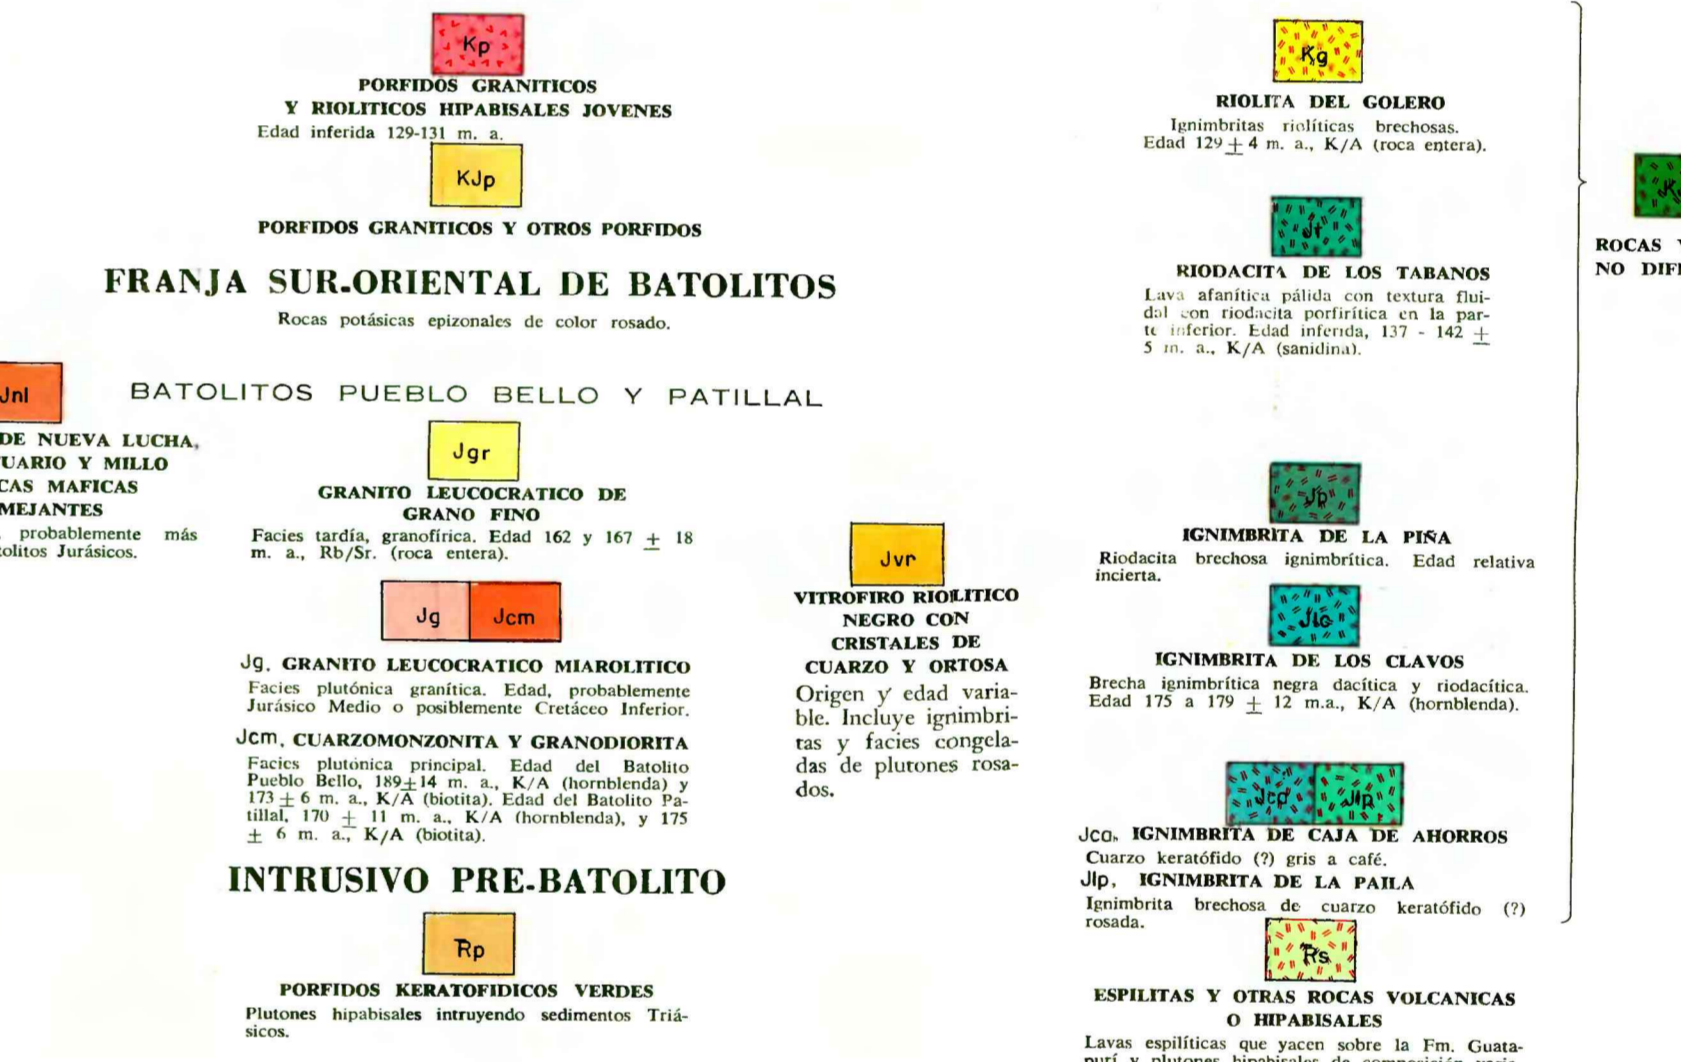 Kp
PORFIDOS GRANITICOS
Y RIOLITICOS HIPABISALES JOVENES
Edad inferida 129-131 m. a.
KJp
PORFIDOS GRANITICOS Y OTROS PORFIDOS
FRANJA SUR-ORIENTAL DE BATOLITOS
Rocas potásicas epizonales de color rosado.
BATOLITOS PUEBLO BELLO Y PATILLAL
Jnl
DE NUEVA LUCHA,
UARIO Y MILLO
CAS MAFICAS
MEJANTES
probablemente más
olitos Jurásicos.
Jgr
GRANITO LEUCOCRATICO DE
GRANO FINO
Facies tardía, granofírica. Edad 162 y 167 ± 18
m. a., Rb/Sr. (roca entera).
Jg Jcm
Jg. GRANITO LEUCOCRATICO MIAROLITICO
Facies plutónica granítica. Edad, probablemente
Jurásico Medio o posiblemente Cretáceo Inferior.
Jcm. CUARZOMONZONITA Y GRANODIORITA
Facies plutónica principal. Edad del Batolito
Pueblo Bello, 189±14 m. a., K/A (hornblenda) y
173 ± 6 m. a., K/A (biotita). Edad del Batolito Pa-
tillal, 170 ± 11 m. a., K/A (hornblenda), y 175
± 6 m. a., K/A (biotita).
INTRUSIVO PRE-BATOLITO
Rp
PORFIDOS KERATOFIDICOS VERDES
Plutones hipabisales intruyendo sedimentos Triá-
sicos.
Jvr
VITROFIRO RIOLITICO
NEGRO CON
CRISTALES DE
CUARZO Y ORTOSA
Origen y edad varia-
ble. Incluye ignimbri-
tas y facies congela-
das de plutones rosa-
dos.
Kg
RIOLITA DEL GOLERO
Ignimbritas riolíticas brechosas.
Edad 129 ± 4 m. a., K/A (roca entera).
Jt
RIODACITA DE LOS TABANOS
Lava afanítica pálida con textura flui-
dal con riodacita porfirítica en la par-
te inferior. Edad inferida, 137 - 142 ±
5 m. a., K/A (sanidina).
Jp
IGNIMBRITA DE LA PIÑA
Riodacita brechosa ignimbrítica. Edad relativa
incierta.
Jlc
IGNIMBRITA DE LOS CLAVOS
Brecha ignimbrítica negra dacítica y riodacítica.
Edad 175 a 179 ± 12 m.a., K/A (hornblenda).
Jca Jlp
Jca. IGNIMBRITA DE CAJA DE AHORROS
Cuarzo keratófido (?) gris a café.
Jlp, IGNIMBRITA DE LA PAILA
Ignimbrita brechosa de cuarzo keratófido (?)
rosada.
Rs
ESPILITAS Y OTRAS ROCAS VOLCANICAS
O HIPABISALES
Lavas espilíticas que yacen sobre la Fm. Guata-
purí y plutones hipabisales de composición varia-
ROCAS
NO DIF